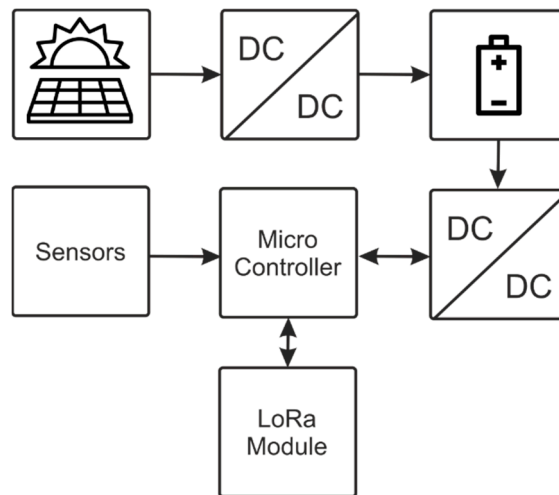 DC
DC
Sensors
Micro
Controller
DC
DC
LoRa
Module